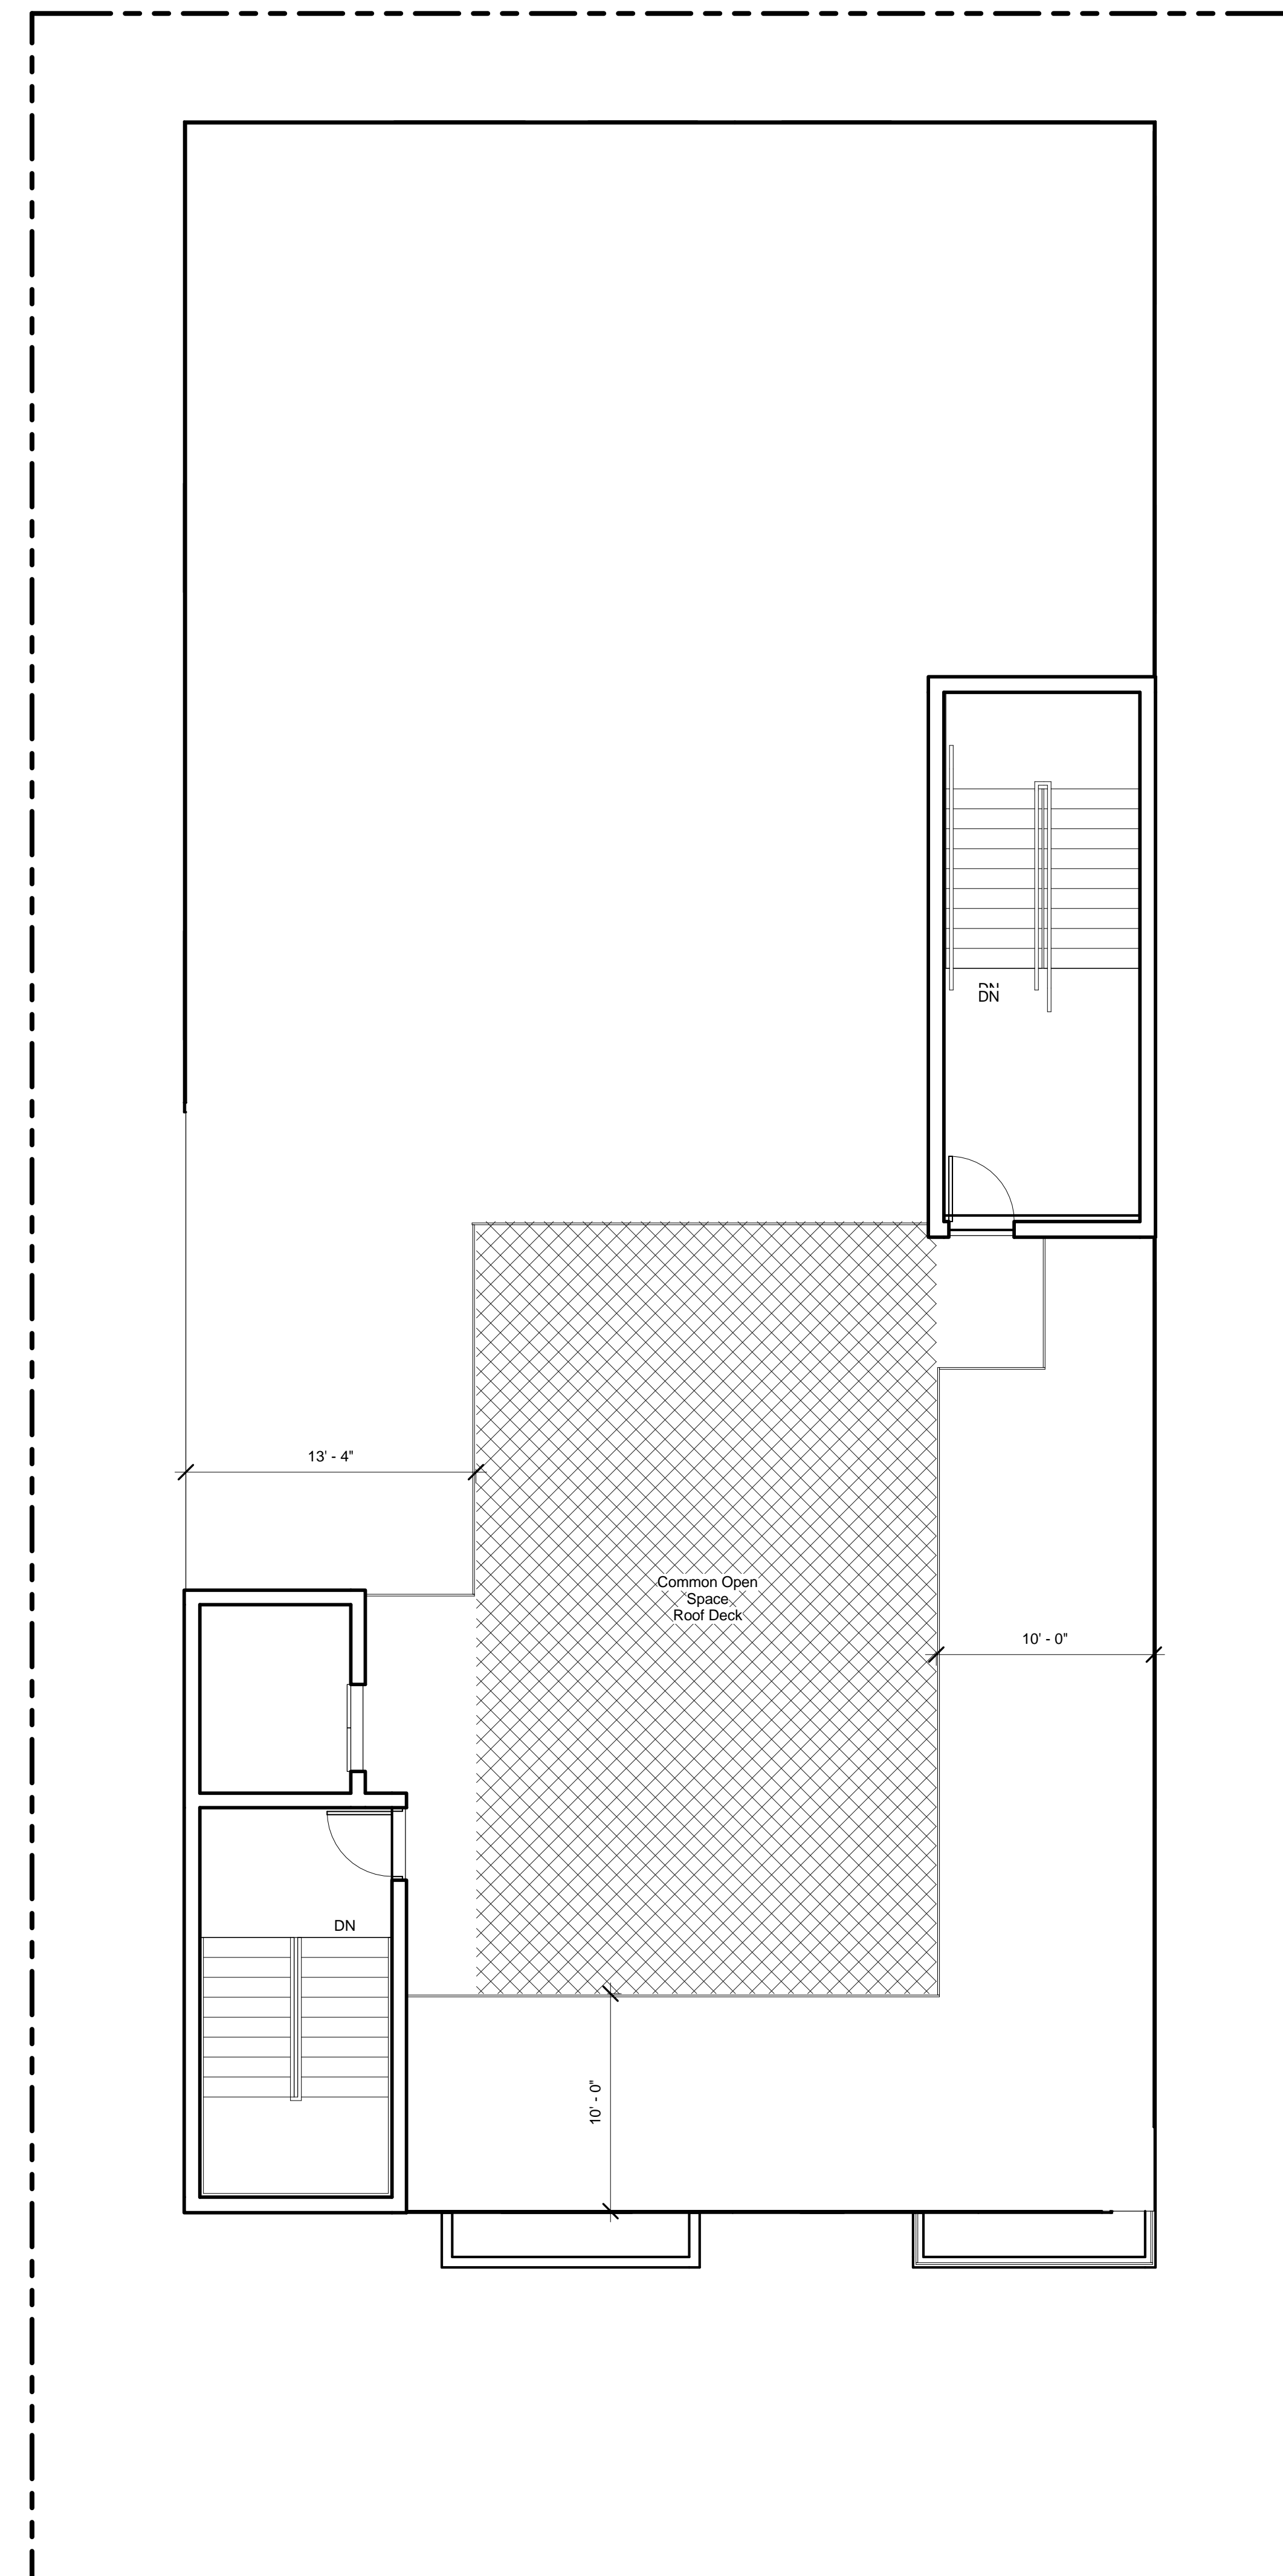 DN
DN
13' - 4"
Common Open
Space
Roof Deck
10' - 0"
DN
10' - 0"